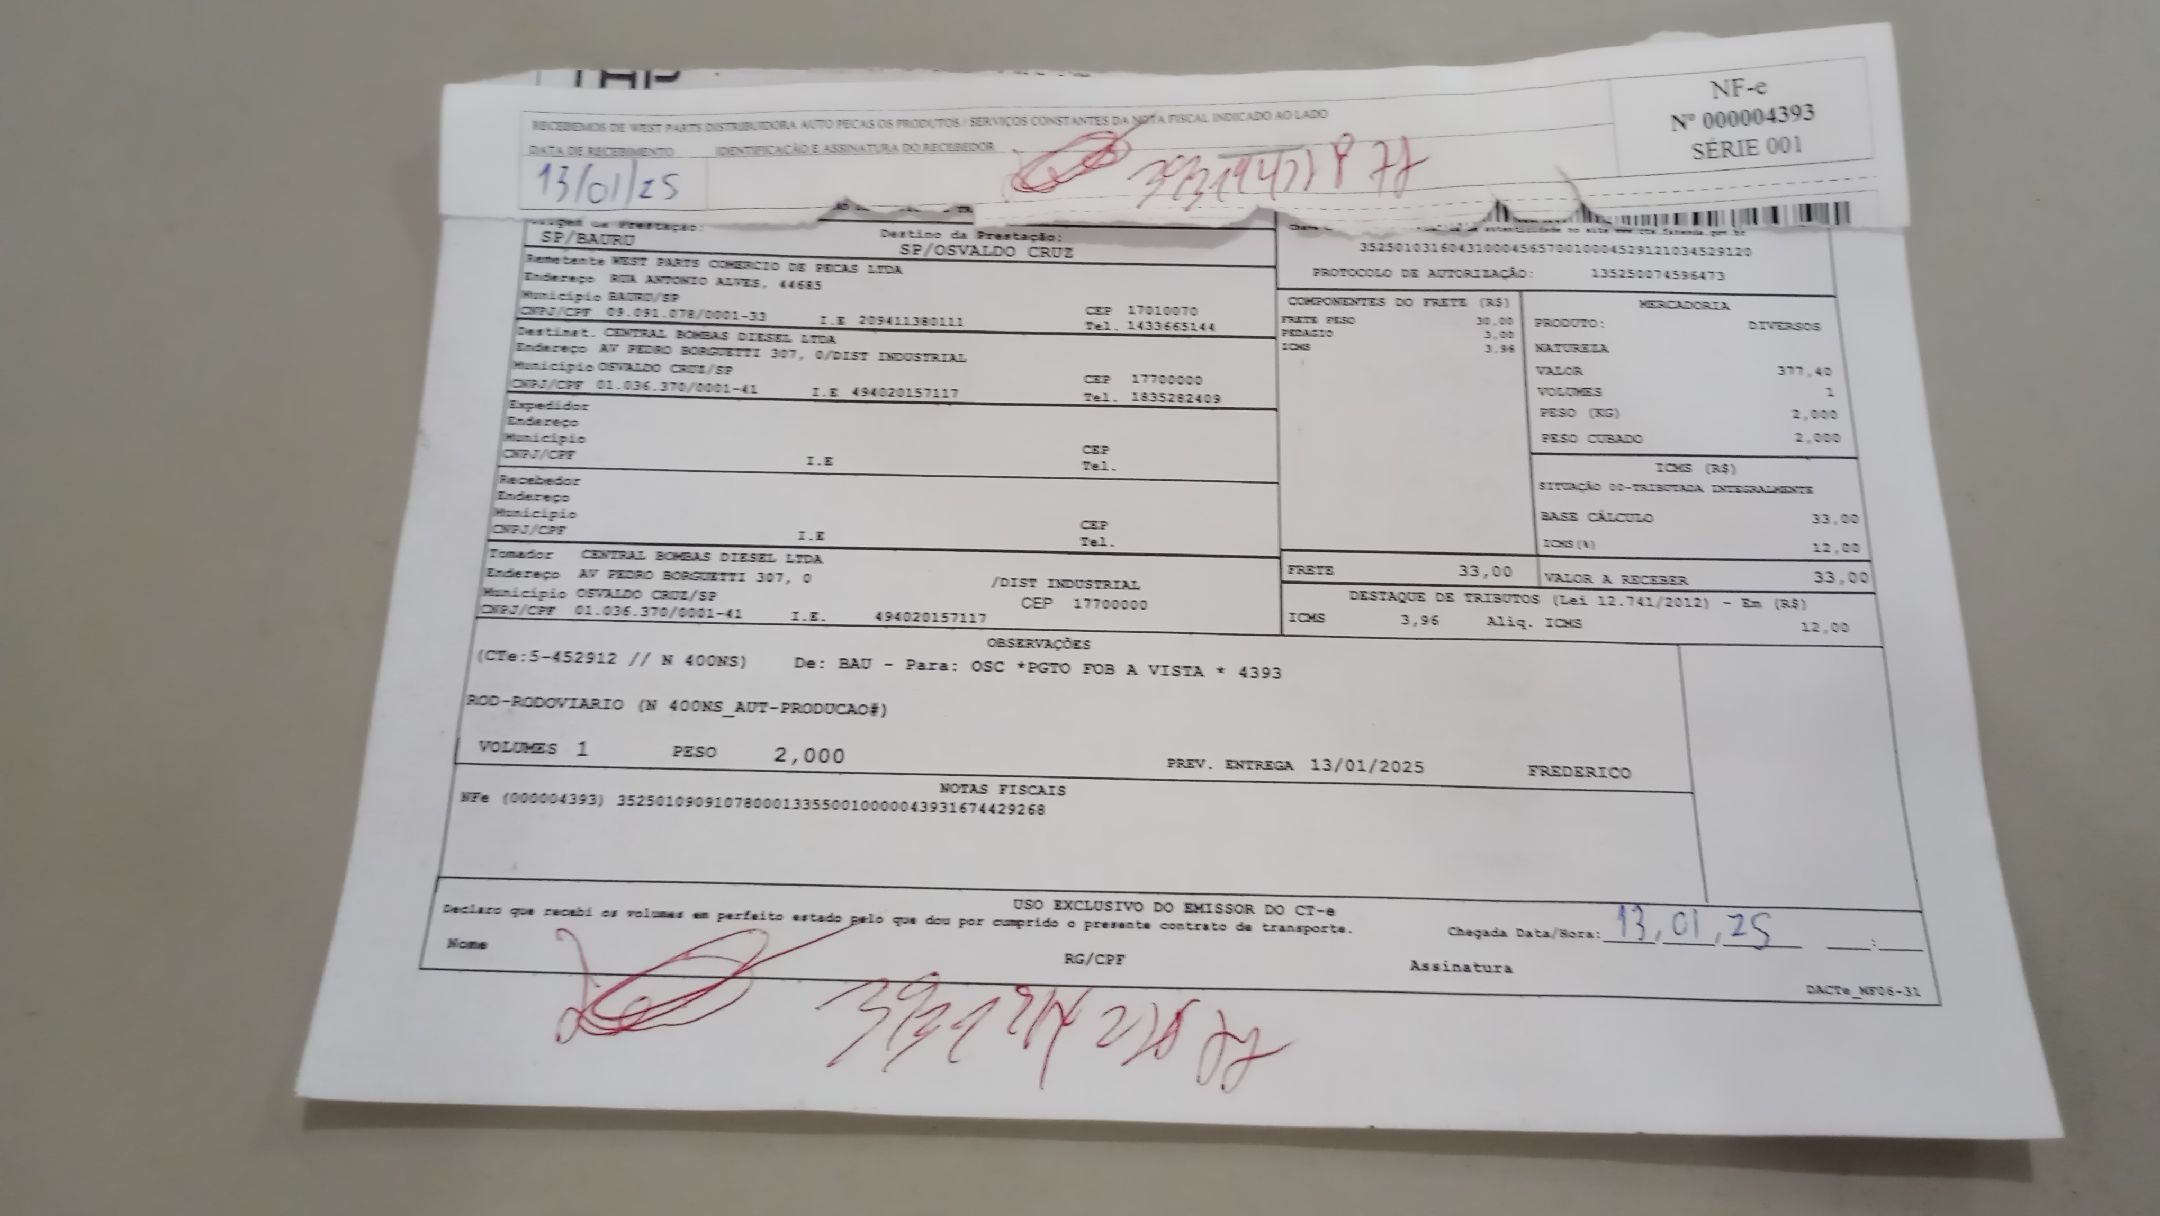 RECEBEMOS DE WEST PARTS DISTRIBUIDORA AUTO PECAS OS PRODUTOS / SERVIÇOS CONSTANTES DA NOTA FISCAL INDICADO AO LADO
DATA DE RECEBIMENTO IDENTIFICAÇÃO E ASSINATURA DO RECEBEDOR
13/01/25
NF-e
Nº 000004393
SÉRIE 001
Prestação: Destino da Prestação:
SP/BAURU SP/OSVALDO CRUZ
Remetente WEST PARTS COMERCIO DE PECAS LTDA
Endereço RUA ANTONIO ALVES, 44685
Município BAURU/SP CEP 17010070
CNPJ/CPF 09.091.078/0001-33 I.E 209411380111 Tel. 1433665144
Destinat. CENTRAL BOMBAS DIESEL LTDA
Endereço AV PEDRO BORGUETTI 307, 0/DIST INDUSTRIAL
Município OSVALDO CRUZ/SP CEP 17700000
CNPJ/CPF 01.036.370/0001-41 I.E 494020157117 Tel. 1835282409
Expedidor
Endereço
Município CEP
CNPJ/CPF I.E Tel.
Recebedor
Endereço
Município CEP
CNPJ/CPF I.E Tel.
Tomador CENTRAL BOMBAS DIESEL LTDA
Endereço AV PEDRO BORGUETTI 307, 0 /DIST INDUSTRIAL
Município OSVALDO CRUZ/SP CEP 17700000
CNPJ/CPF 01.036.370/0001-41 I.E. 494020157117
35250103160431000456570010004529121034529120
PROTOCOLO DE AUTORIZAÇÃO: 135250074596473
COMPONENTES DO FRETE (R$)
FRETE PESO 30,00
PEDAGIO 3,00
ICMS 3,96
MERCADORIA
PRODUTO: DIVERSOS
NATUREZA
VALOR 377,40
VOLUMES 1
PESO (KG) 2,000
PESO CUBADO 2,000
ICMS (R$)
SITUAÇÃO 00-TRIBUTADA INTEGRALMENTE
BASE CÁLCULO 33,00
ICMS(%) 12,00
FRETE 33,00 VALOR A RECEBER 33,00
DESTAQUE DE TRIBUTOS (Lei 12.741/2012) - Em (R$)
ICMS 3,96 Aliq. ICMS 12,00
OBSERVAÇÕES
(CTe:5-452912 // N 400NS) De: BAU - Para: OSC *PGTO FOB A VISTA * 4393
ROD-RODOVIARIO (N 400NS_AUT-PRODUCAO#)
VOLUMES 1 PESO 2,000 PREV. ENTREGA 13/01/2025 FREDERICO
NOTAS FISCAIS
NFe (000004393) 35250109091078000133550010000043931674429268
USO EXCLUSIVO DO EMISSOR DO CT-e
Declaro que recebi os volumes em perfeito estado pelo que dou por cumprido o presente contrato de transporte. Chegada Data/Hora: 13,01,25 :
Nome RG/CPF Assinatura
DACTe_NF06-31